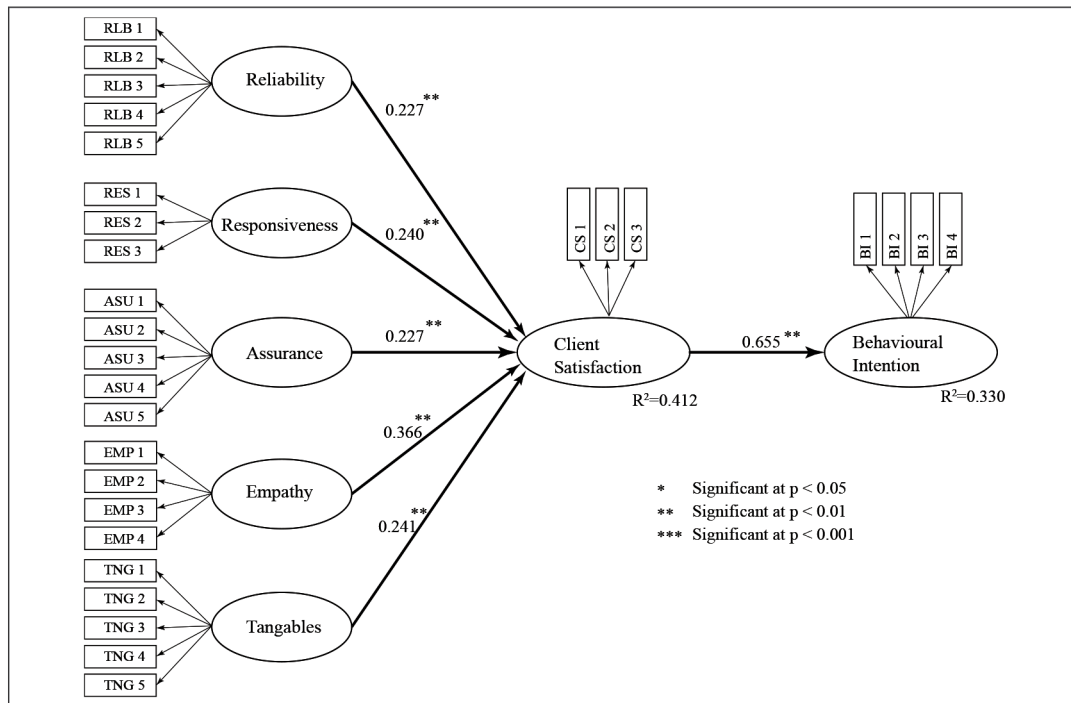 RLB 1
RLB 2
RLB 3
RLB 4
RLB 5
Reliability
0.227**
RES 1
RES 2
RES 3
Responsiveness
0.240**
ASU 1
ASU 2
ASU 3
ASU 4
ASU 5
Assurance
0.227**
EMP 1
EMP 2
EMP 3
EMP 4
Empathy
0.366**
TNG 1
TNG 2
TNG 3
TNG 4
TNG 5
Tangables
0.241**
CS 1
CS 2
CS 3
Client
Satisfaction
R²=0.412
0.655**
BI 1
BI 2
BI 3
BI 4
Behavioural
Intention
R²=0.330
* Significant at p < 0.05
** Significant at p < 0.01
*** Significant at p < 0.001